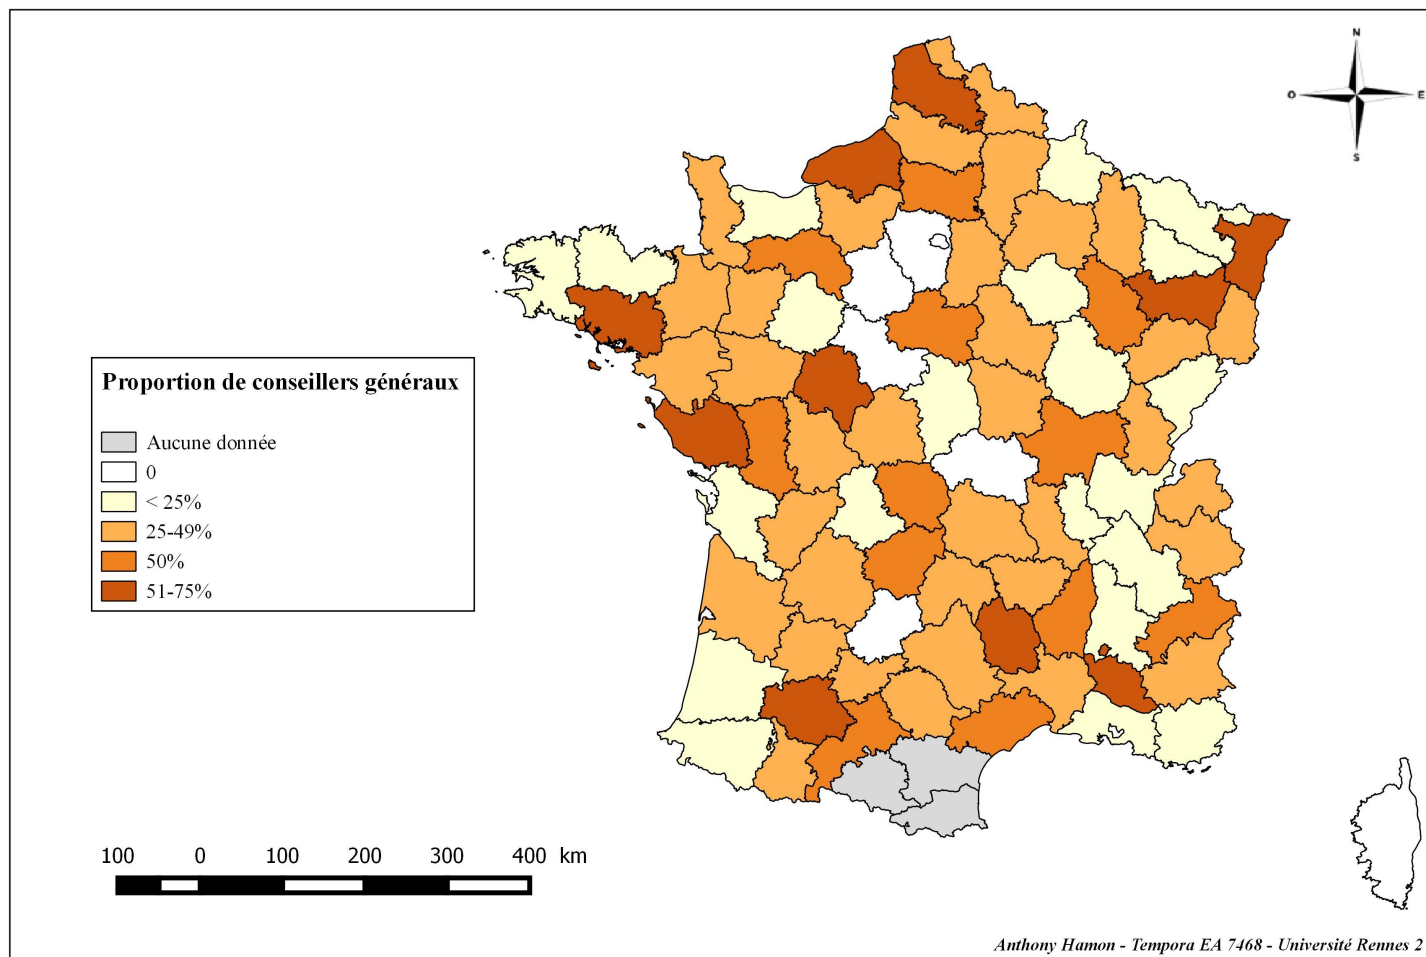 N
O
E
S
Proportion de conseillers généraux
Aucune donnée
0
< 25%
25-49%
50%
51-75%
100 0 100 200 300 400 km
Anthony Hamon - Tempora EA 7468 - Université Rennes 2